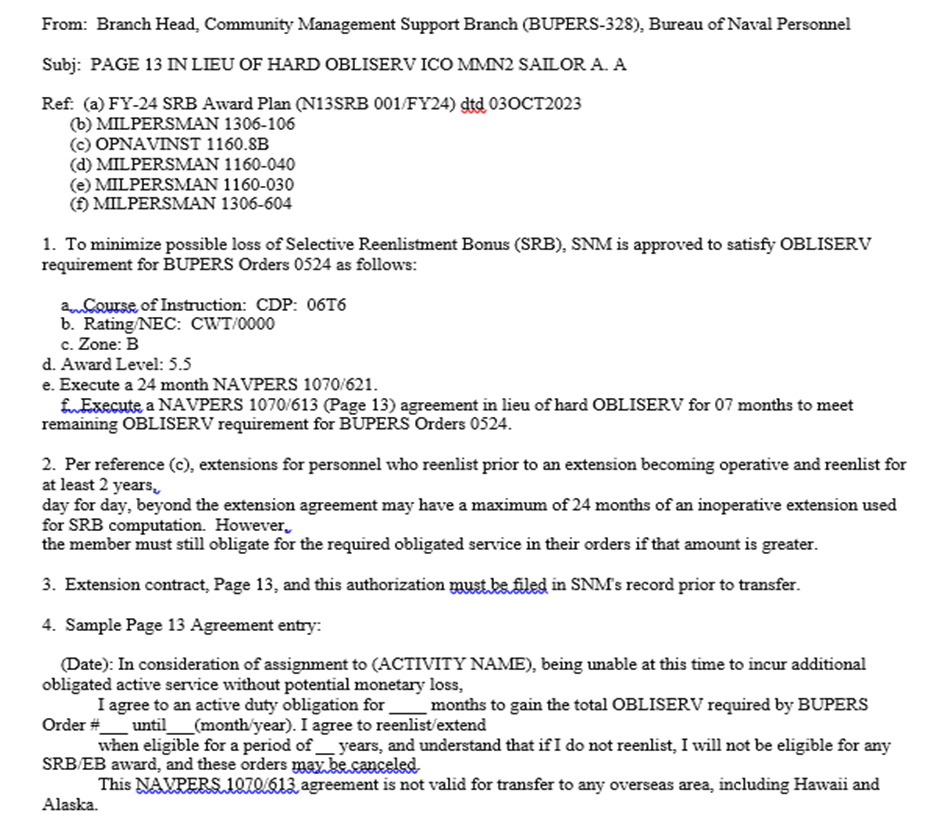 From:  Branch Head, Community Management Support Branch (BUPERS-328), Bureau of Naval Personnel
Subj:  PAGE 13 IN LIEU OF HARD OBLISERV ICO MMN2 SAILOR A. A
Ref:  (a) FY-24 SRB Award Plan (N13SRB 001/FY24) dtd 03OCT2023
(b) MILPERSMAN 1306-106
(c) OPNAVINST 1160.8B
(d) MILPERSMAN 1160-040
(e) MILPERSMAN 1160-030
(f) MILPERSMAN 1306-604
1.  To minimize possible loss of Selective Reenlistment Bonus (SRB), SNM is approved to satisfy OBLISERV
requirement for BUPERS Orders 0524 as follows:
a.  Course of Instruction:  CDP:  06T6
b.  Rating/NEC:  CWT/0000
c. Zone: B
d. Award Level: 5.5
e. Execute a 24 month NAVPERS 1070/621.
f.  Execute a NAVPERS 1070/613 (Page 13) agreement in lieu of hard OBLISERV for 07 months to meet
remaining OBLISERV requirement for BUPERS Orders 0524.
2.  Per reference (c), extensions for personnel who reenlist prior to an extension becoming operative and reenlist for
at least 2 years,
day for day, beyond the extension agreement may have a maximum of 24 months of an inoperative extension used
for SRB computation.  However,
the member must still obligate for the required obligated service in their orders if that amount is greater.
3.  Extension contract, Page 13, and this authorization must be filed in SNM's record prior to transfer.
4.  Sample Page 13 Agreement entry:
(Date): In consideration of assignment to (ACTIVITY NAME), being unable at this time to incur additional
obligated active service without potential monetary loss,
I agree to an active duty obligation for ____ months to gain the total OBLISERV required by BUPERS
Order #___ until___(month/year). I agree to reenlist/extend
when eligible for a period of __ years, and understand that if I do not reenlist, I will not be eligible for any
SRB/EB award, and these orders may be canceled.
This NAVPERS 1070/613 agreement is not valid for transfer to any overseas area, including Hawaii and
Alaska.